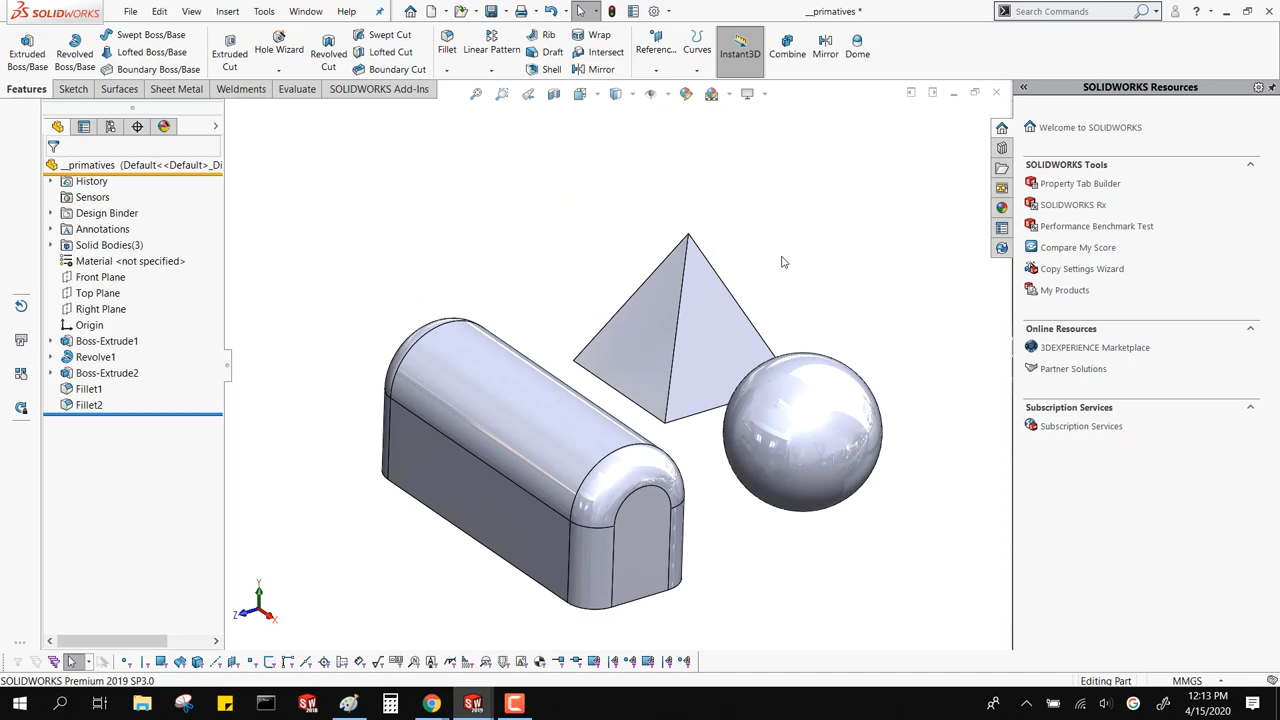 SOLIDWORKS
File Edit View Insert Tools Window Help
__primatives *
Search Commands
Extruded Boss/Base
Revolved Boss/Base
Swept Boss/Base
Lofted Boss/Base
Boundary Boss/Base
Extruded Cut
Hole Wizard
Revolved Cut
Swept Cut
Lofted Cut
Boundary Cut
Fillet
Linear Pattern
Rib
Draft
Shell
Wrap
Intersect
Mirror
Referenc...
Curves
Instant3D
Combine
Mirror
Dome
Features Sketch Surfaces Sheet Metal Weldments Evaluate SOLIDWORKS Add-Ins
SOLIDWORKS Resources
__primatives (Default<<Default>_Di
History
Sensors
Design Binder
Annotations
Solid Bodies(3)
Material <not specified>
Front Plane
Top Plane
Right Plane
Origin
Boss-Extrude1
Revolve1
Boss-Extrude2
Fillet1
Fillet2
Y
Z
X
Welcome to SOLIDWORKS
SOLIDWORKS Tools
Property Tab Builder
SOLIDWORKS Rx
Performance Benchmark Test
Compare My Score
Copy Settings Wizard
My Products
Online Resources
3DEXPERIENCE Marketplace
Partner Solutions
Subscription Services
Subscription Services
SOLIDWORKS Premium 2019 SP3.0
Editing Part
MMGS
12:13 PM
4/15/2020